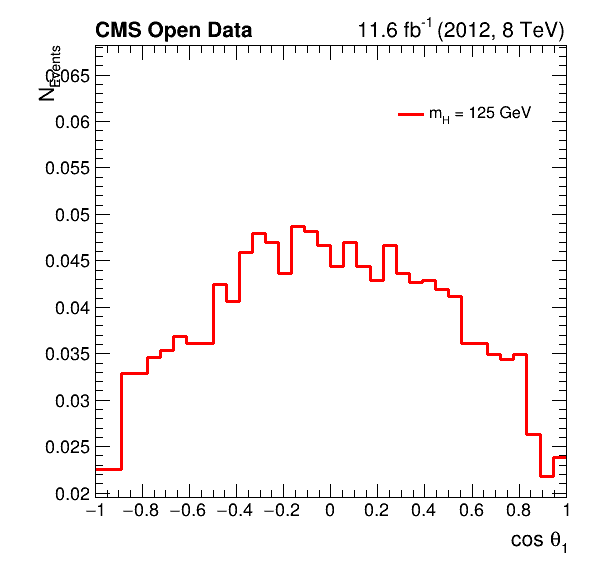 CMS Open Data 11.6 fb⁻¹ (2012, 8 TeV)
N_Events
0.065
0.06
0.055
0.05
0.045
0.04
0.035
0.03
0.025
0.02
m_H = 125 GeV
−1 −0.8 −0.6 −0.4 −0.2 0 0.2 0.4 0.6 0.8 1
cos θ₁